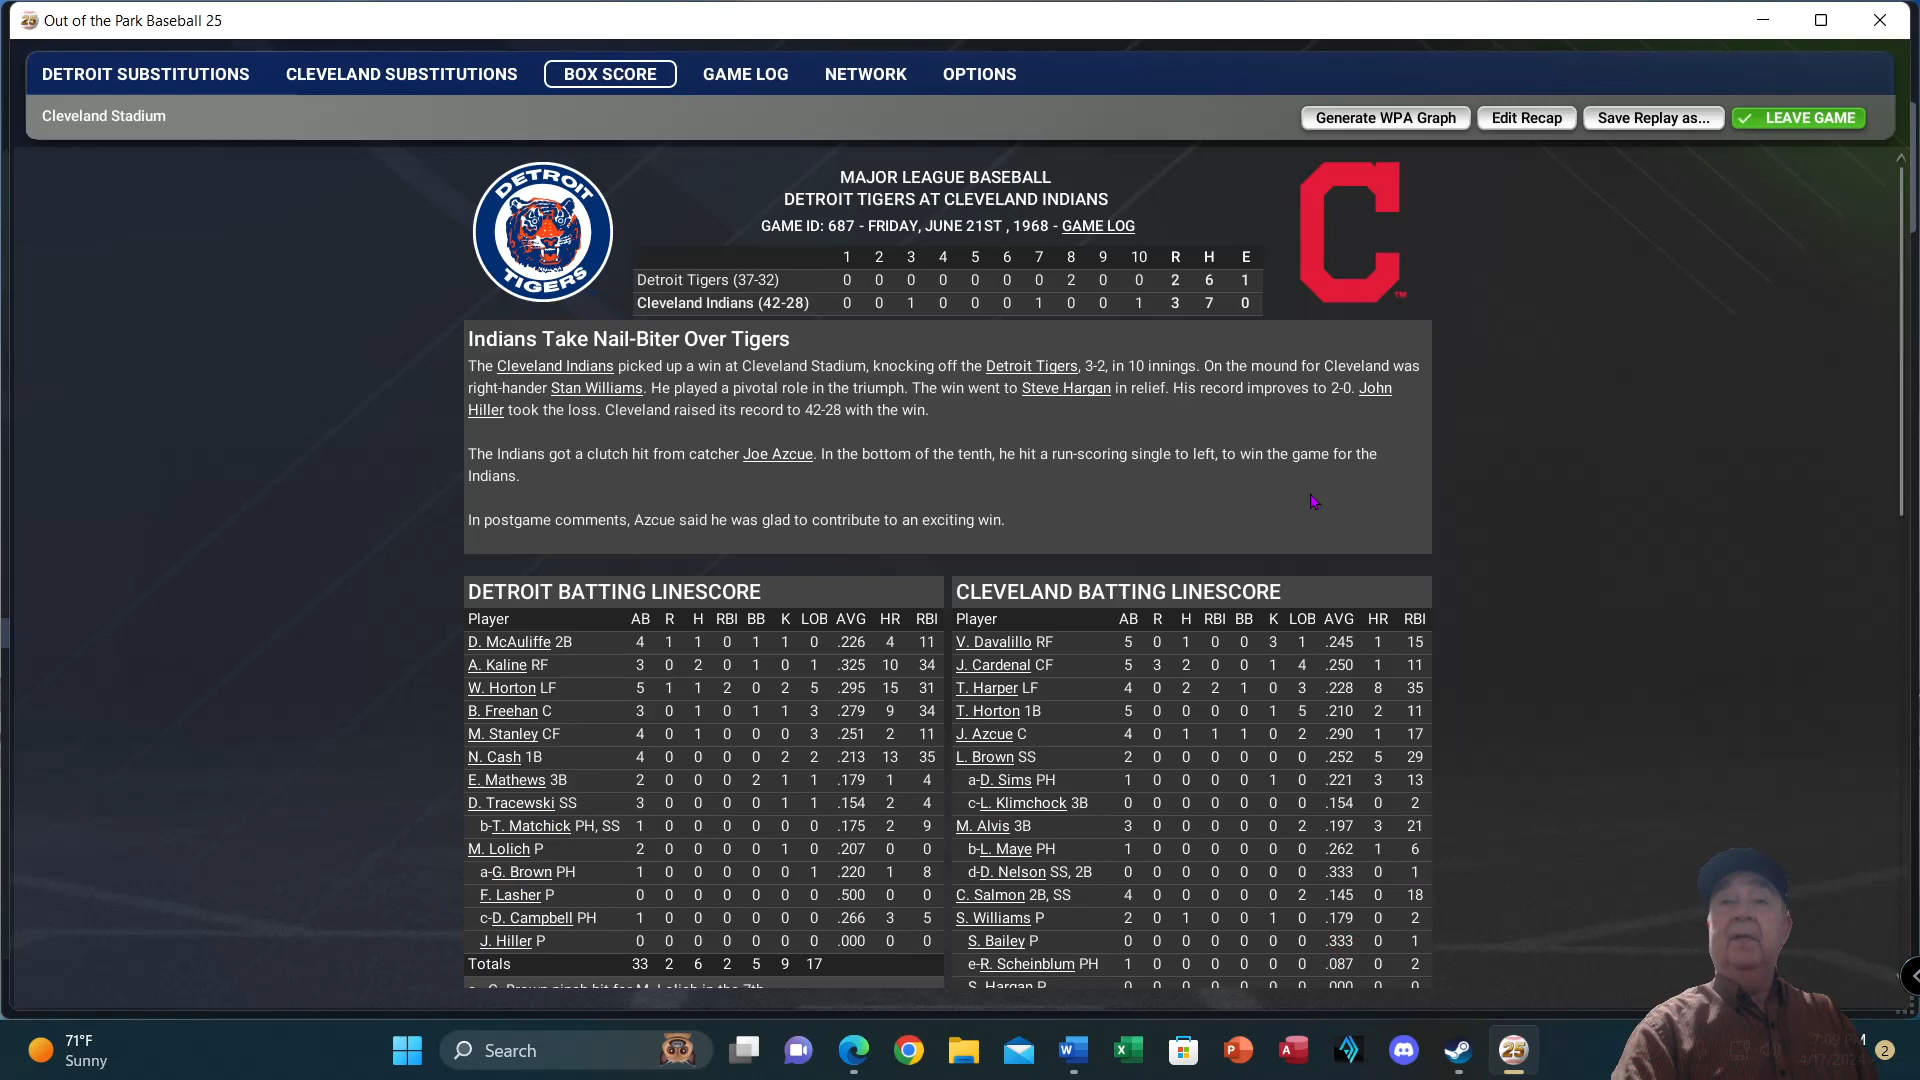 Out of the Park Baseball 25
DETROIT SUBSTITUTIONS CLEVELAND SUBSTITUTIONS BOX SCORE GAME LOG NETWORK OPTIONS
Cleveland Stadium Generate WPA Graph Edit Recap Save Replay as... LEAVE GAME
DETROIT TIGERS
MAJOR LEAGUE BASEBALL
DETROIT TIGERS AT CLEVELAND INDIANS
GAME ID: 687 - FRIDAY, JUNE 21ST , 1968 - GAME LOG
1 2 3 4 5 6 7 8 9 10 R H E
Detroit Tigers (37-32) 0 0 0 0 0 0 0 2 0 0 2 6 1
Cleveland Indians (42-28) 0 0 1 0 0 0 1 0 0 1 3 7 0
C TM
Indians Take Nail-Biter Over Tigers
The Cleveland Indians picked up a win at Cleveland Stadium, knocking off the Detroit Tigers, 3-2, in 10 innings. On the mound for Cleveland was
right-hander Stan Williams. He played a pivotal role in the triumph. The win went to Steve Hargan in relief. His record improves to 2-0. John
Hiller took the loss. Cleveland raised its record to 42-28 with the win.
The Indians got a clutch hit from catcher Joe Azcue. In the bottom of the tenth, he hit a run-scoring single to left, to win the game for the
Indians.
In postgame comments, Azcue said he was glad to contribute to an exciting win.
DETROIT BATTING LINESCORE
Player AB R H RBI BB K LOB AVG HR RBI
D. McAuliffe 2B 4 1 1 0 1 1 0 .226 4 11
A. Kaline RF 3 0 2 0 1 0 1 .325 10 34
W. Horton LF 5 1 1 2 0 2 5 .295 15 31
B. Freehan C 3 0 1 0 1 1 3 .279 9 34
M. Stanley CF 4 0 1 0 0 0 3 .251 2 11
N. Cash 1B 4 0 0 0 0 2 2 .213 13 35
E. Mathews 3B 2 0 0 0 2 1 1 .179 1 4
D. Tracewski SS 3 0 0 0 0 1 1 .154 2 4
b-T. Matchick PH, SS 1 0 0 0 0 0 0 .175 2 9
M. Lolich P 2 0 0 0 0 1 0 .207 0 0
a-G. Brown PH 1 0 0 0 0 0 1 .220 1 8
F. Lasher P 0 0 0 0 0 0 0 .500 0 0
c-D. Campbell PH 1 0 0 0 0 0 0 .266 3 5
J. Hiller P 0 0 0 0 0 0 0 .000 0 0
Totals 33 2 6 2 5 9 17
a - G. Brown pinch hit for M. Lolich in the 7th
CLEVELAND BATTING LINESCORE
Player AB R H RBI BB K LOB AVG HR RBI
V. Davalillo RF 5 0 1 0 0 3 1 .245 1 15
J. Cardenal CF 5 3 2 0 0 1 4 .250 1 11
T. Harper LF 4 0 2 2 1 0 3 .228 8 35
T. Horton 1B 5 0 0 0 0 1 5 .210 2 11
J. Azcue C 4 0 1 1 1 0 2 .290 1 17
L. Brown SS 2 0 0 0 0 0 0 .252 5 29
a-D. Sims PH 1 0 0 0 0 1 0 .221 3 13
c-L. Klimchock 3B 0 0 0 0 0 0 0 .154 0 2
M. Alvis 3B 3 0 0 0 0 0 2 .197 3 21
b-L. Maye PH 1 0 0 0 0 0 0 .262 1 6
d-D. Nelson SS, 2B 0 0 0 0 0 0 0 .333 0 1
C. Salmon 2B, SS 4 0 0 0 0 0 2 .145 0 18
S. Williams P 2 0 1 0 0 1 0 .179 0 2
S. Bailey P 0 0 0 0 0 0 0 .333 0 1
e-R. Scheinblum PH 1 0 0 0 0 0 0 .087 0 2
S. Hargan P 0 0 0 0 0 0 0 .000 0 0
71°F
Sunny
Search
25
7:09 PM
4/17/2024
2